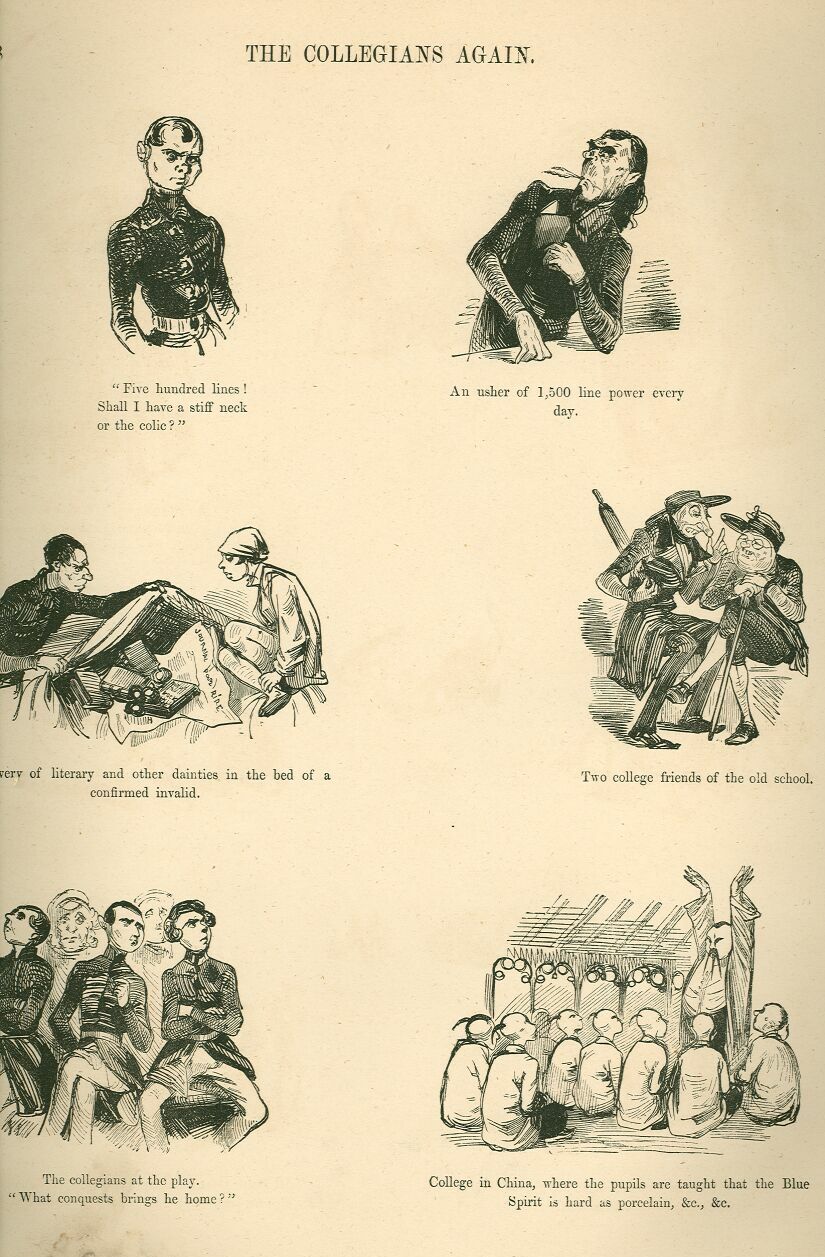 THE COLLEGIANS AGAIN.
“ Five hundred lines !
Shall I have a stiff neck
or the colic ? ”
An usher of 1,500 line power every
day.
JOURNAL POUR RIRE
of literary and other dainties in the bed of a
confirmed invalid.
Two college friends of the old school.
The collegians at the play.
“ What conquests brings he home ? ”
College in China, where the pupils are taught that the Blue
Spirit is hard as porcelain, &c., &c.